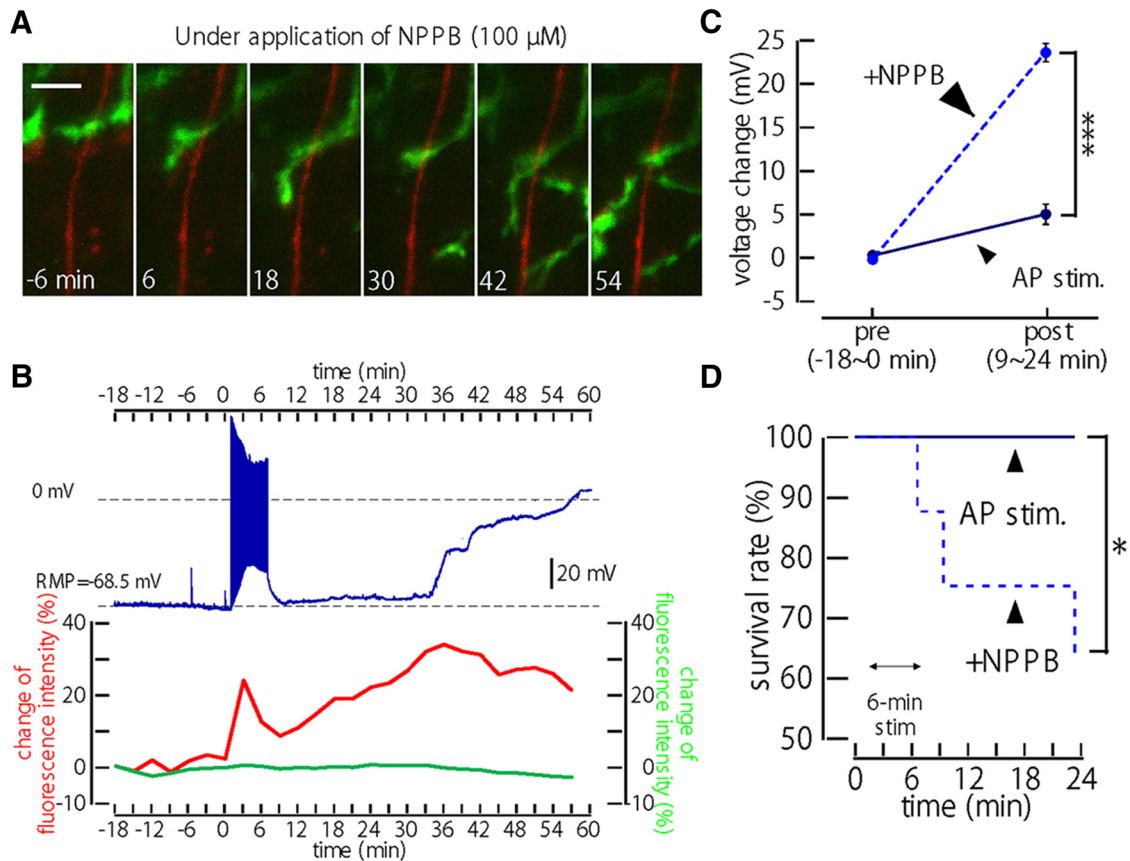 A
Under application of NPPB (100 µM)
-6 min
6
18
30
42
54
B
time (min)
-18 -12 -6 0 6 12 18 24 30 36 42 48 54 60
0 mV
20 mV
RMP=-68.5 mV
change of
fluorescence intensity (%)
40
20
0
-10
40
20
0
-10
change of
fluorescence intensity (%)
-18 -12 -6 0 6 12 18 24 30 36 42 48 54 60
time (min)
C
voltage change (mV)
25
20
15
10
5
0
-5
+NPPB
***
AP stim.
pre
(-18~0 min)
post
(9~24 min)
D
survival rate (%)
100
90
80
70
60
50
AP stim.
*
+NPPB
6-min
stim
0 6 12 18 24
time (min)